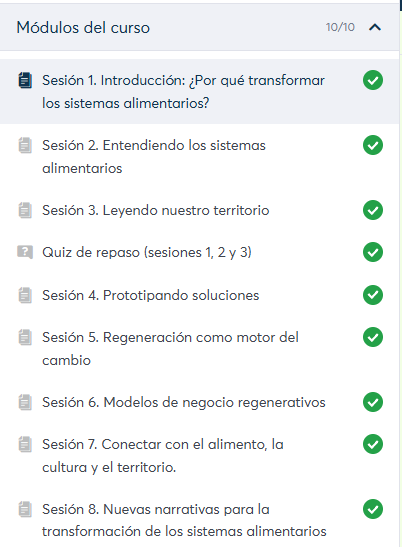 Módulos del curso
10/10
Sesión 1. Introducción: ¿Por qué transformar
los sistemas alimentarios?
Sesión 2. Entendiendo los sistemas
alimentarios
Sesión 3. Leyendo nuestro territorio
Quiz de repaso (sesiones 1, 2 y 3)
Sesión 4. Prototipando soluciones
Sesión 5. Regeneración como motor del
cambio
Sesión 6. Modelos de negocio regenerativos
Sesión 7. Conectar con el alimento, la
cultura y el territorio.
Sesión 8. Nuevas narrativas para la
transformación de los sistemas alimentarios